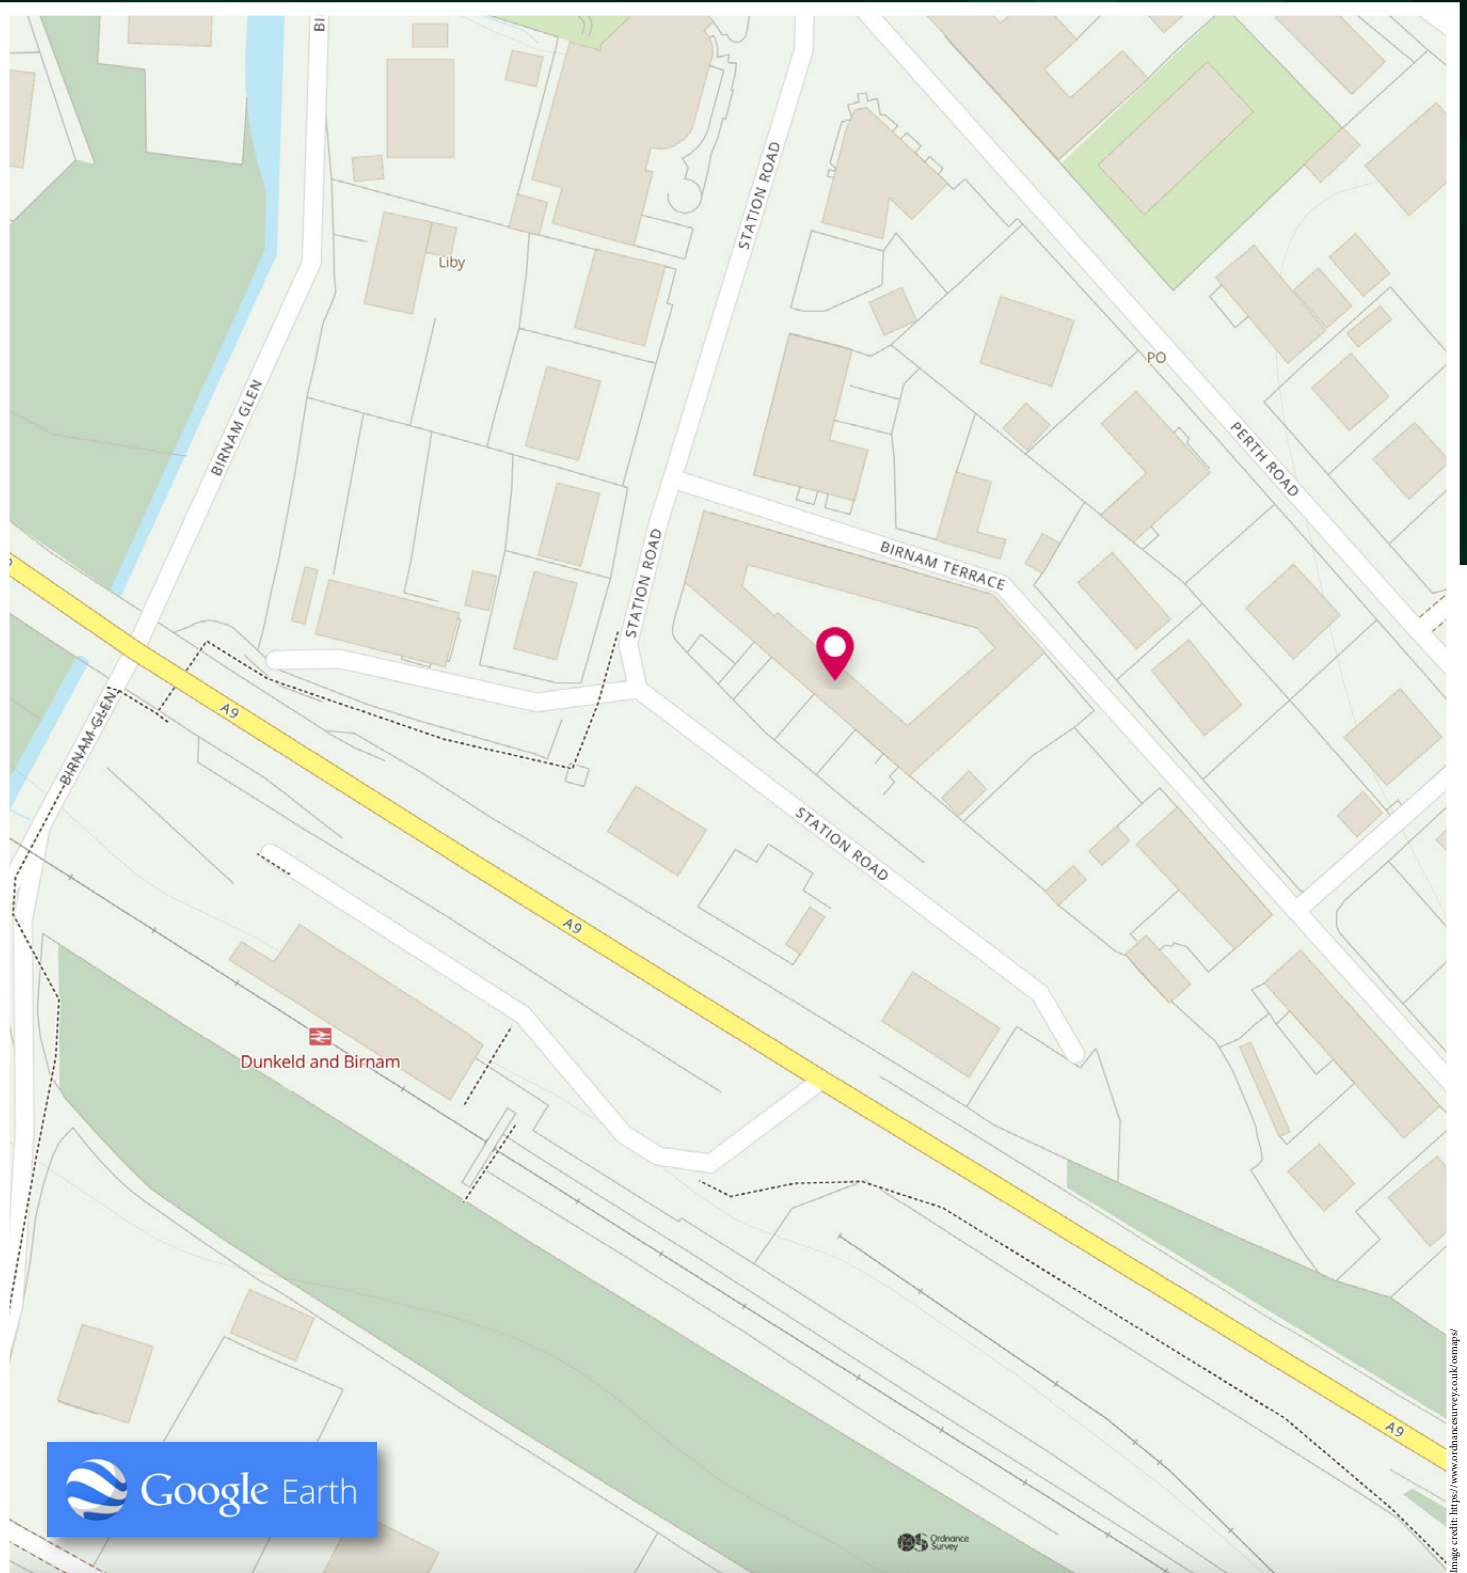 BI
STATION ROAD
Liby
PO
BIRNAM GLEN
PERTH ROAD
STATION ROAD
BIRNAM TERRACE
A9
BIRNAM GLEN
STATION ROAD
A9
Dunkeld and Birnam
A9
Google Earth
Ordnance
Survey
Image credit: https://www.ordnancesurvey.co.uk/osmaps/